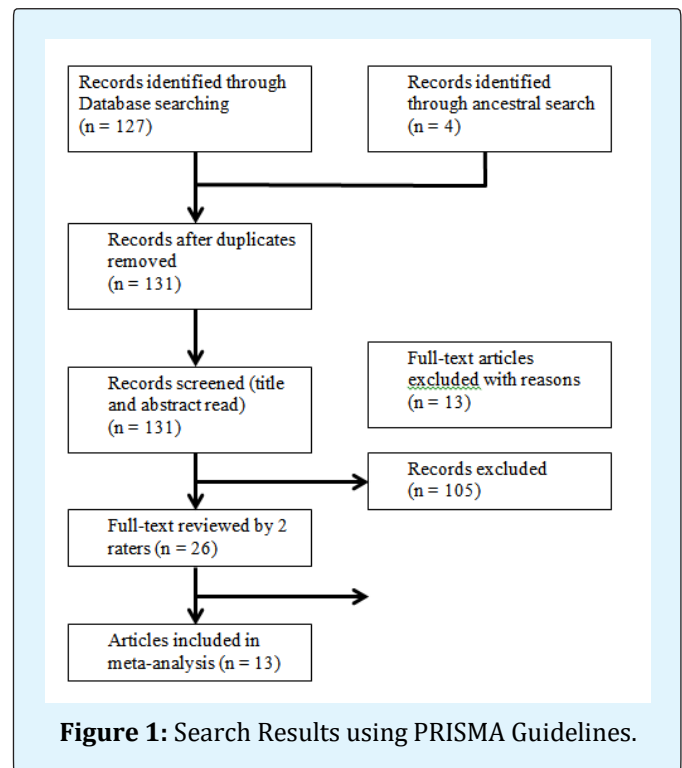 Records identified through
Database searching
(n = 127)
Records identified
through ancestral search
(n = 4)
Records after duplicates
removed
(n = 131)
Records screened (title
and abstract read)
(n = 131)
Full-text articles
excluded with reasons
(n = 13)
Records excluded
(n = 105)
Full-text reviewed by 2
raters (n = 26)
Articles included in
meta-analysis (n = 13)
Figure 1: Search Results using PRISMA Guidelines.